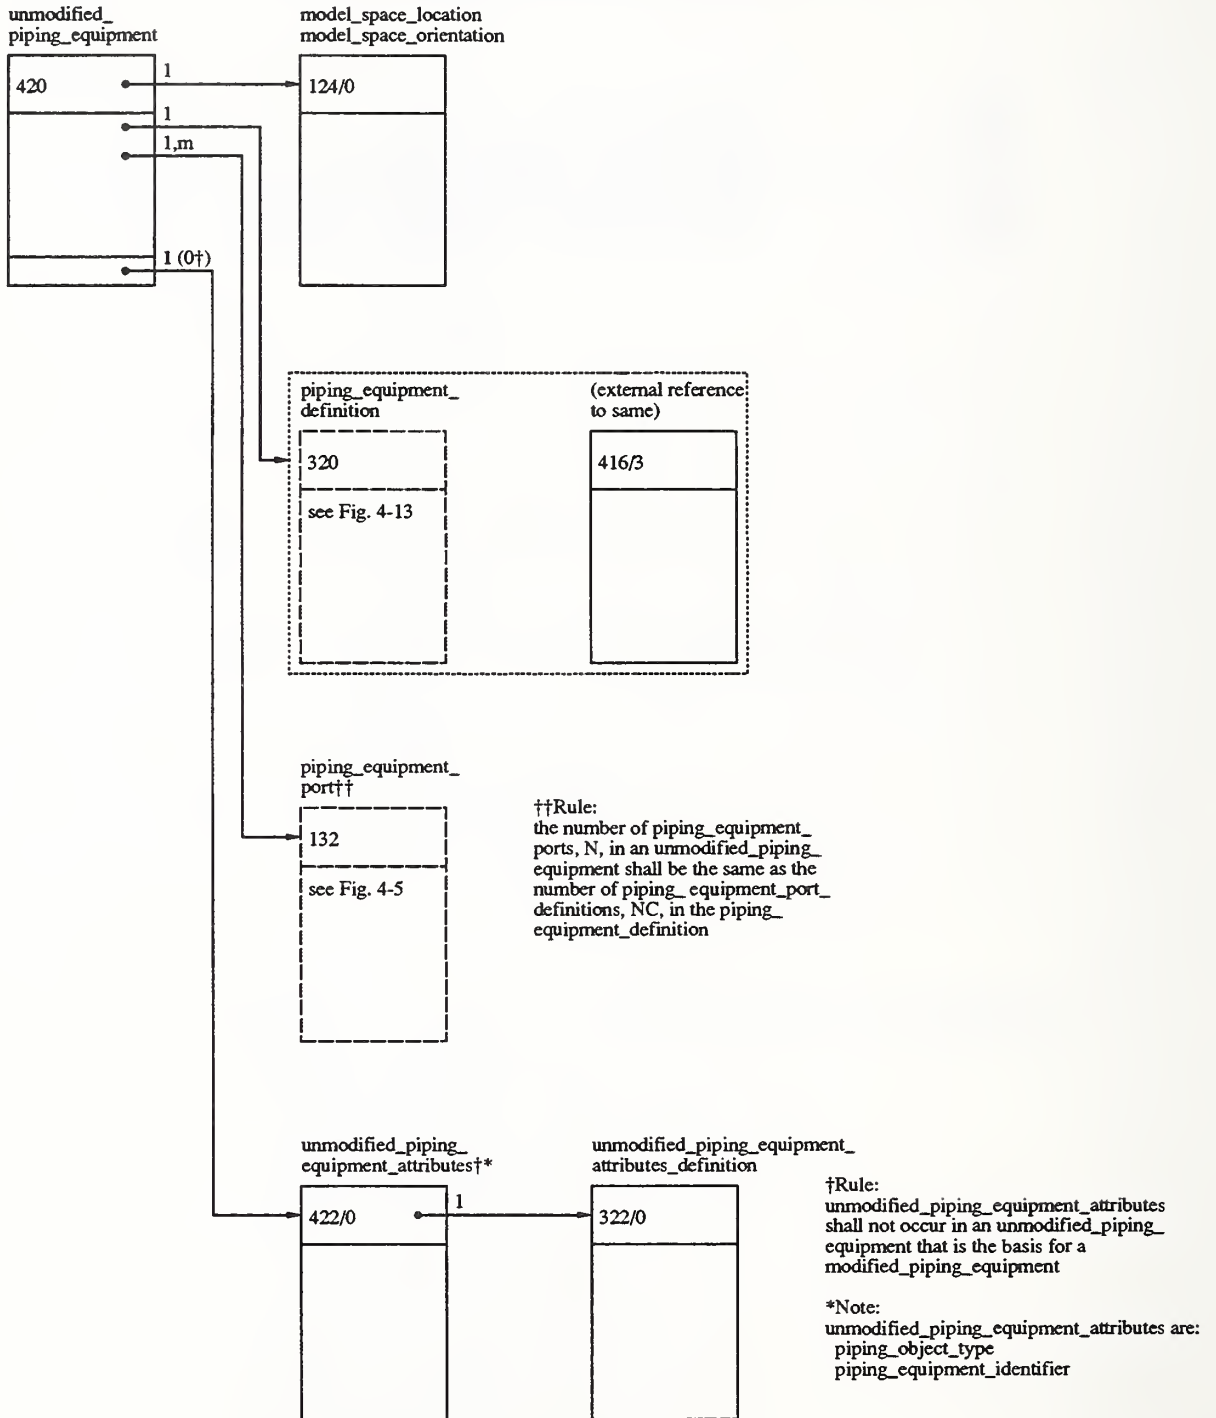 unmodified_
piping_equipment
model_space_location
model_space_orientation
420
1
124/0
1
1,m
1 (0†)
piping_equipment_
definition
(external reference
to same)
320
416/3
see Fig. 4-13
piping_equipment_
port††
132
see Fig. 4-5
††Rule:
the number of piping_equipment_
ports, N, in an unmodified_piping_
equipment shall be the same as the
number of piping_ equipment_port_
definitions, NC, in the piping_
equipment_definition
unmodified_piping_
equipment_attributes†*
unmodified_piping_equipment_
attributes_definition
422/0
1
322/0
†Rule:
unmodified_piping_equipment_attributes
shall not occur in an unmodified_piping_
equipment that is the basis for a
modified_piping_equipment
*Note:
unmodified_piping_equipment_attributes are:
piping_object_type
piping_equipment_identifier